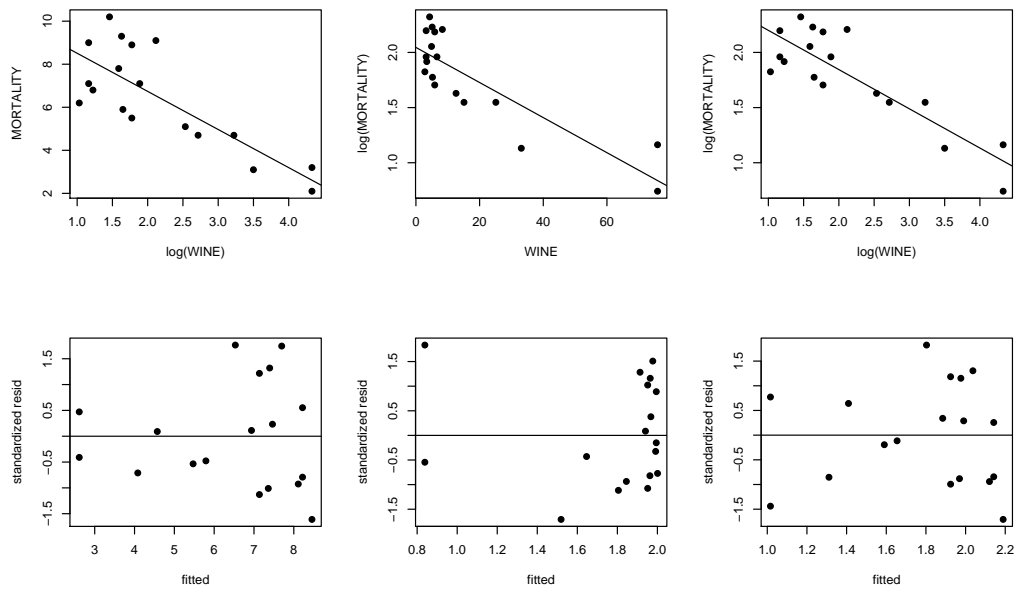 MORTALITY
10
8
6
4
2
1.0 1.5 2.0 2.5 3.0 3.5 4.0
log(WINE)
log(MORTALITY)
2.0
1.5
1.0
0 20 40 60
WINE
log(MORTALITY)
2.0
1.5
1.0
1.0 1.5 2.0 2.5 3.0 3.5 4.0
log(WINE)
standardized resid
1.5
0.5
−0.5
−1.5
3 4 5 6 7 8
fitted
standardized resid
1.5
0.5
−0.5
−1.5
0.8 1.0 1.2 1.4 1.6 1.8 2.0
fitted
standardized resid
1.5
0.5
−0.5
−1.5
1.0 1.2 1.4 1.6 1.8 2.0 2.2
fitted